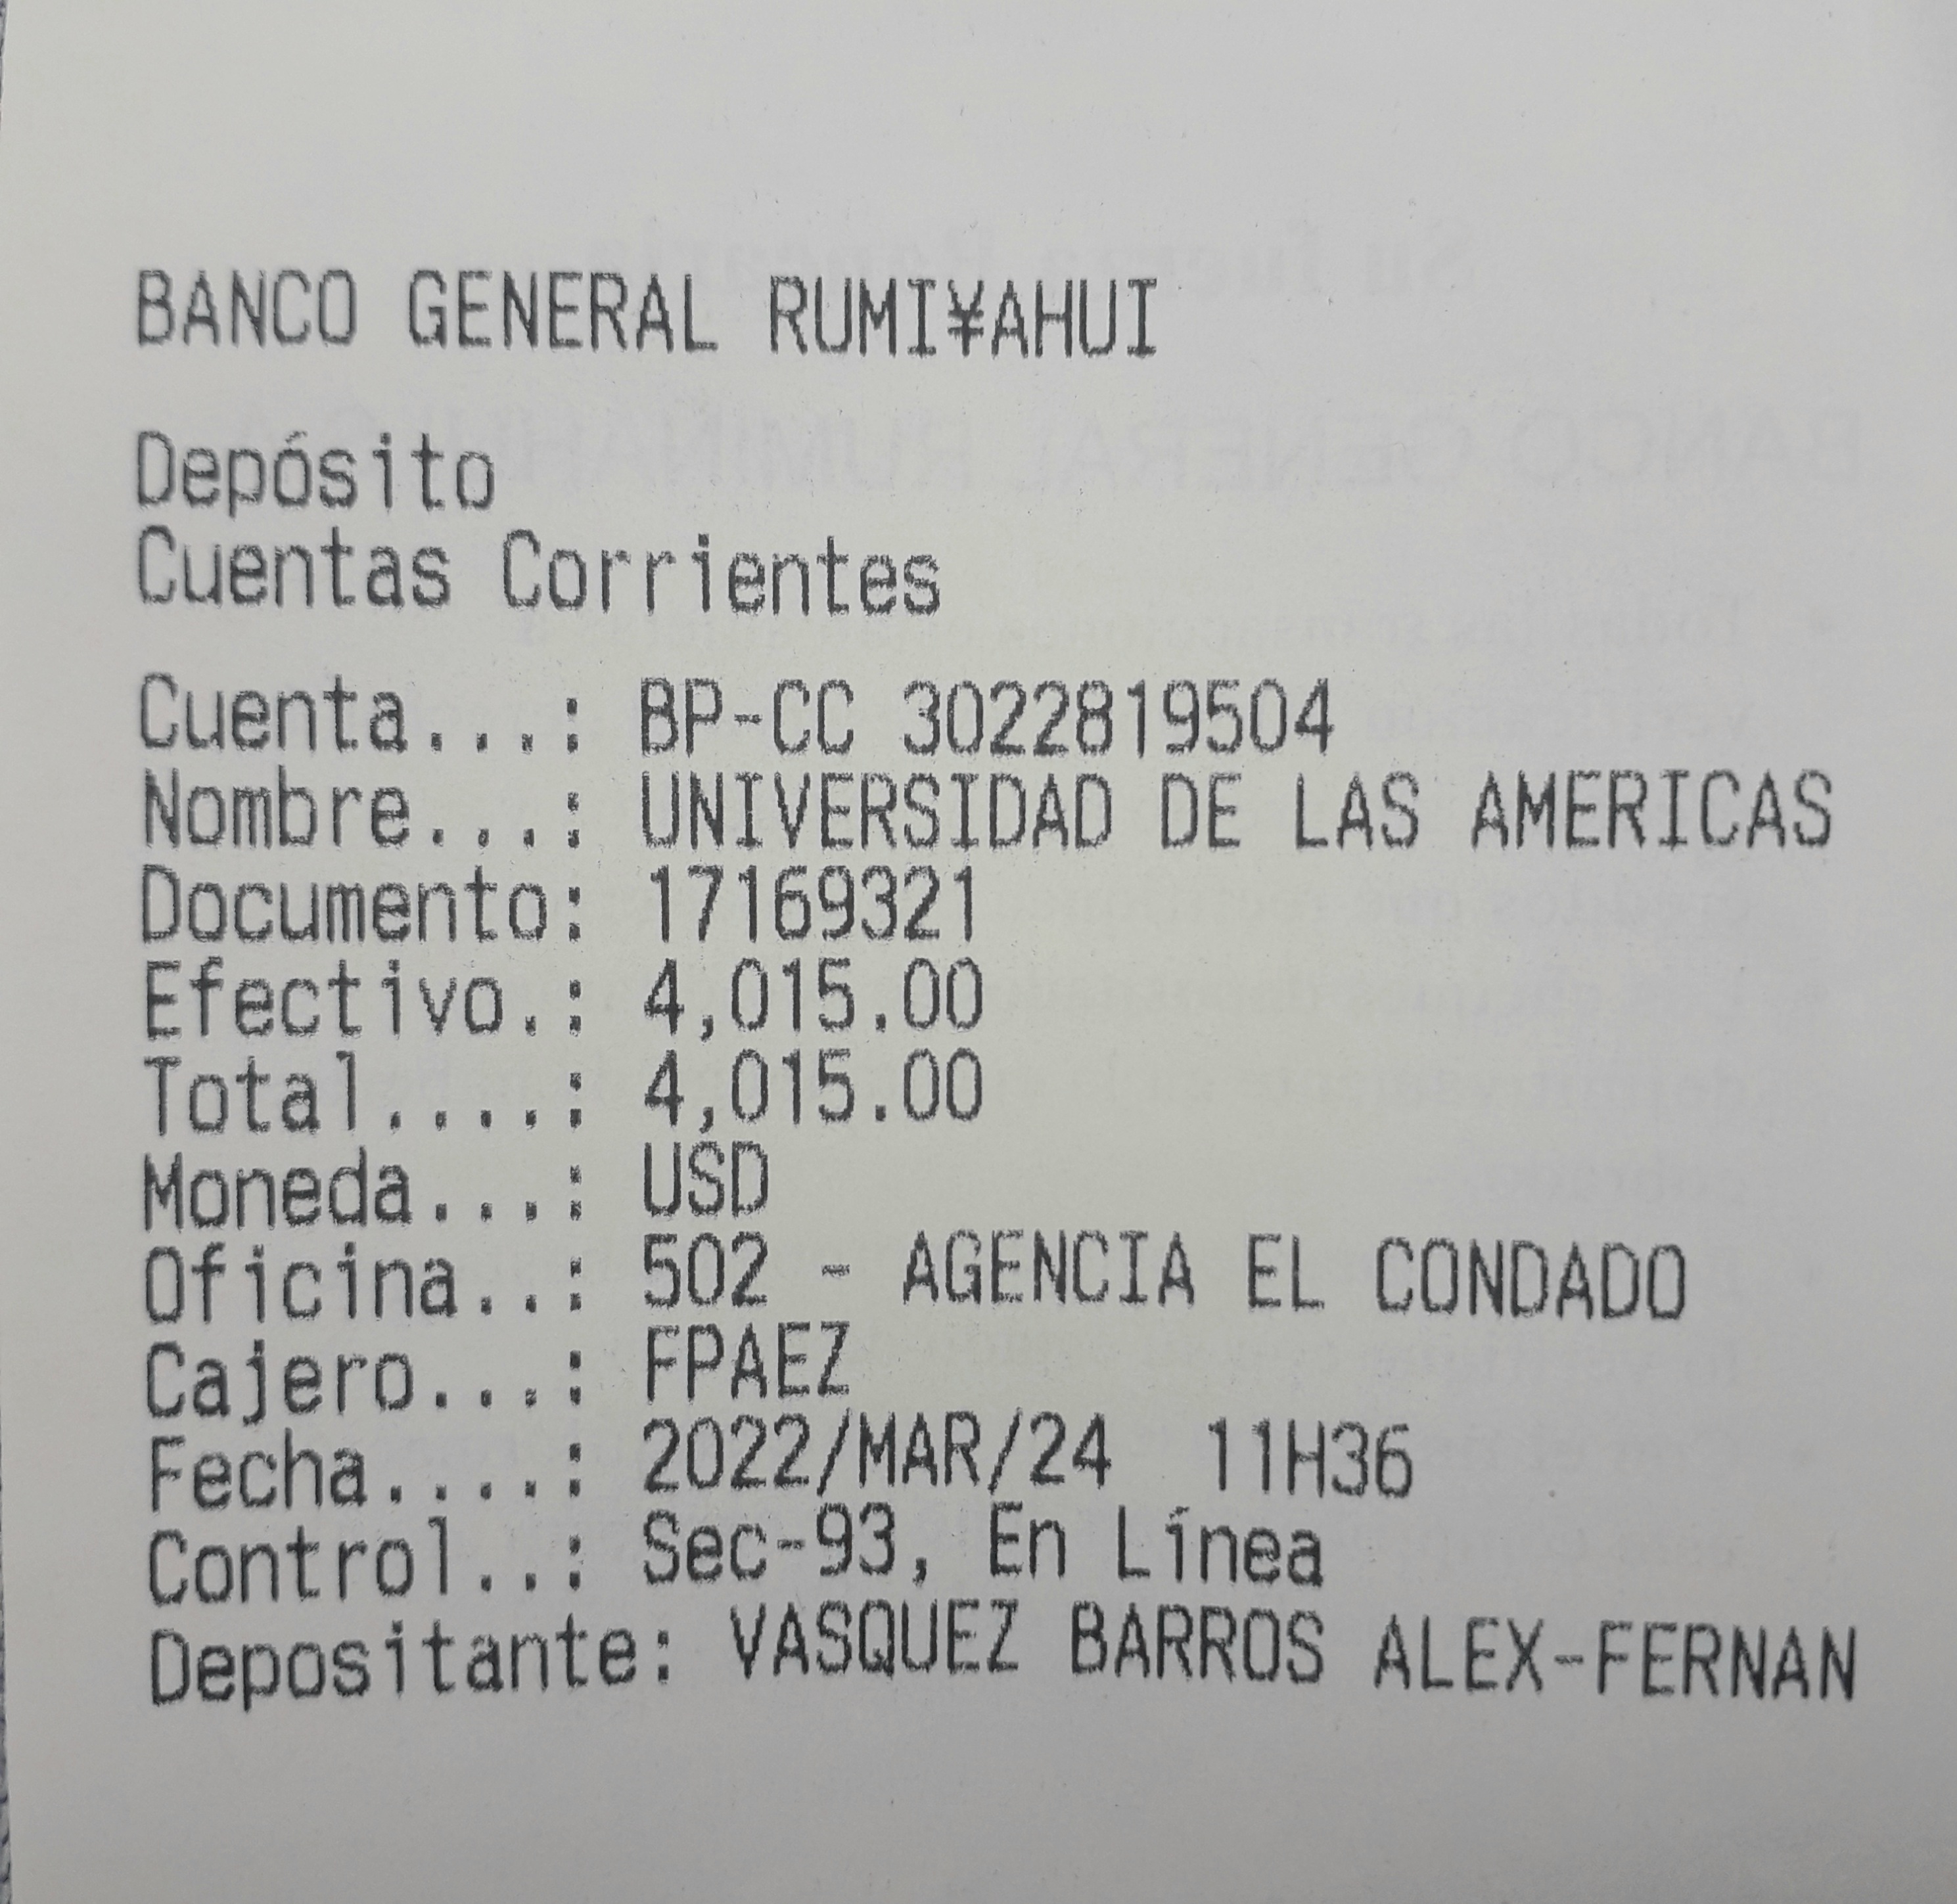 BANCO GENERAL RUMI¥AHUI
Depósito
Cuentas Corrientes
Cuenta...: BP-CC 3022819504
Nombre...: UNIVERSIDAD DE LAS AMERICAS
Documento: 17169321
Efectivo.: 4,015.00
Total....: 4,015.00
Moneda...: USD
Oficina..: 502 - AGENCIA EL CONDADO
Cajero...: FPAEZ
Fecha....: 2022/MAR/24  11H36
Control..: Sec-93, En Línea
Depositante: VASQUEZ BARROS ALEX-FERNAN